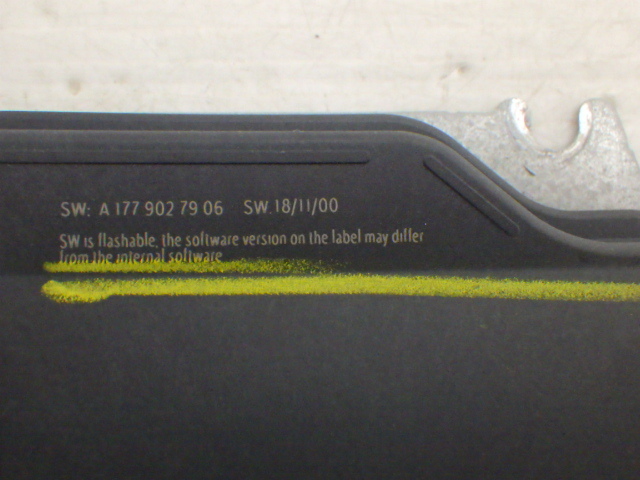 SW: A 177 902 79 06 SW 18/11/00
SW is flashable, the software version on the label may differ
from the internal software